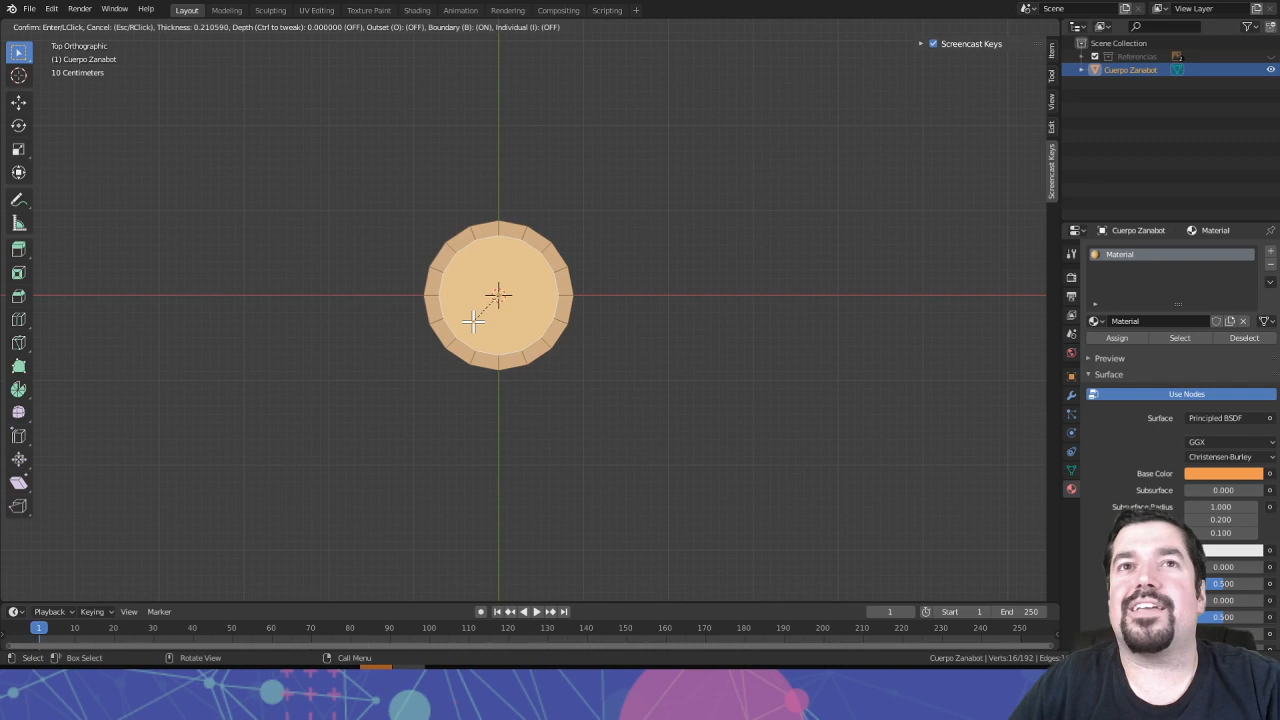 File Edit Render Window Help
Layout Modeling Sculpting UV Editing Texture Paint Shading Animation Rendering Compositing Scripting +
Scene
View Layer
Confirm: Enter/LClick, Cancel: (Esc/RClick), Thickness: 0.210590, Depth (Ctrl to tweak): 0.000000 (OFF), Outset (O): (OFF), Boundary (B): (ON), Individual (I): (OFF)
Top Orthographic
(1) Cuerpo Zanabot
10 Centimeters
Screencast Keys
Item
Tool
View
Edit
Screencast Keys
Scene Collection
Referencias
Cuerpo Zanabot
Cuerpo Zanabot
Material
Material
Material
Assign Select Deselect
Preview
Surface
Use Nodes
Surface Principled BSDF
GGX
Christensen-Burley
Base Color
Subsurface 0.000
Subsurface Radius 1.000
0.200
0.100
0.000
0.500
0.000
0.500
Playback Keying View Marker
1
Start 1
End 250
1 10 20 30 40 50 60 70 80 90 100 110 120 130 140 150 160 170 180 190 200 210 220 230 240 250
Select Box Select Rotate View Call Menu
Cuerpo Zanabot | Verts:16/192 | Edges: